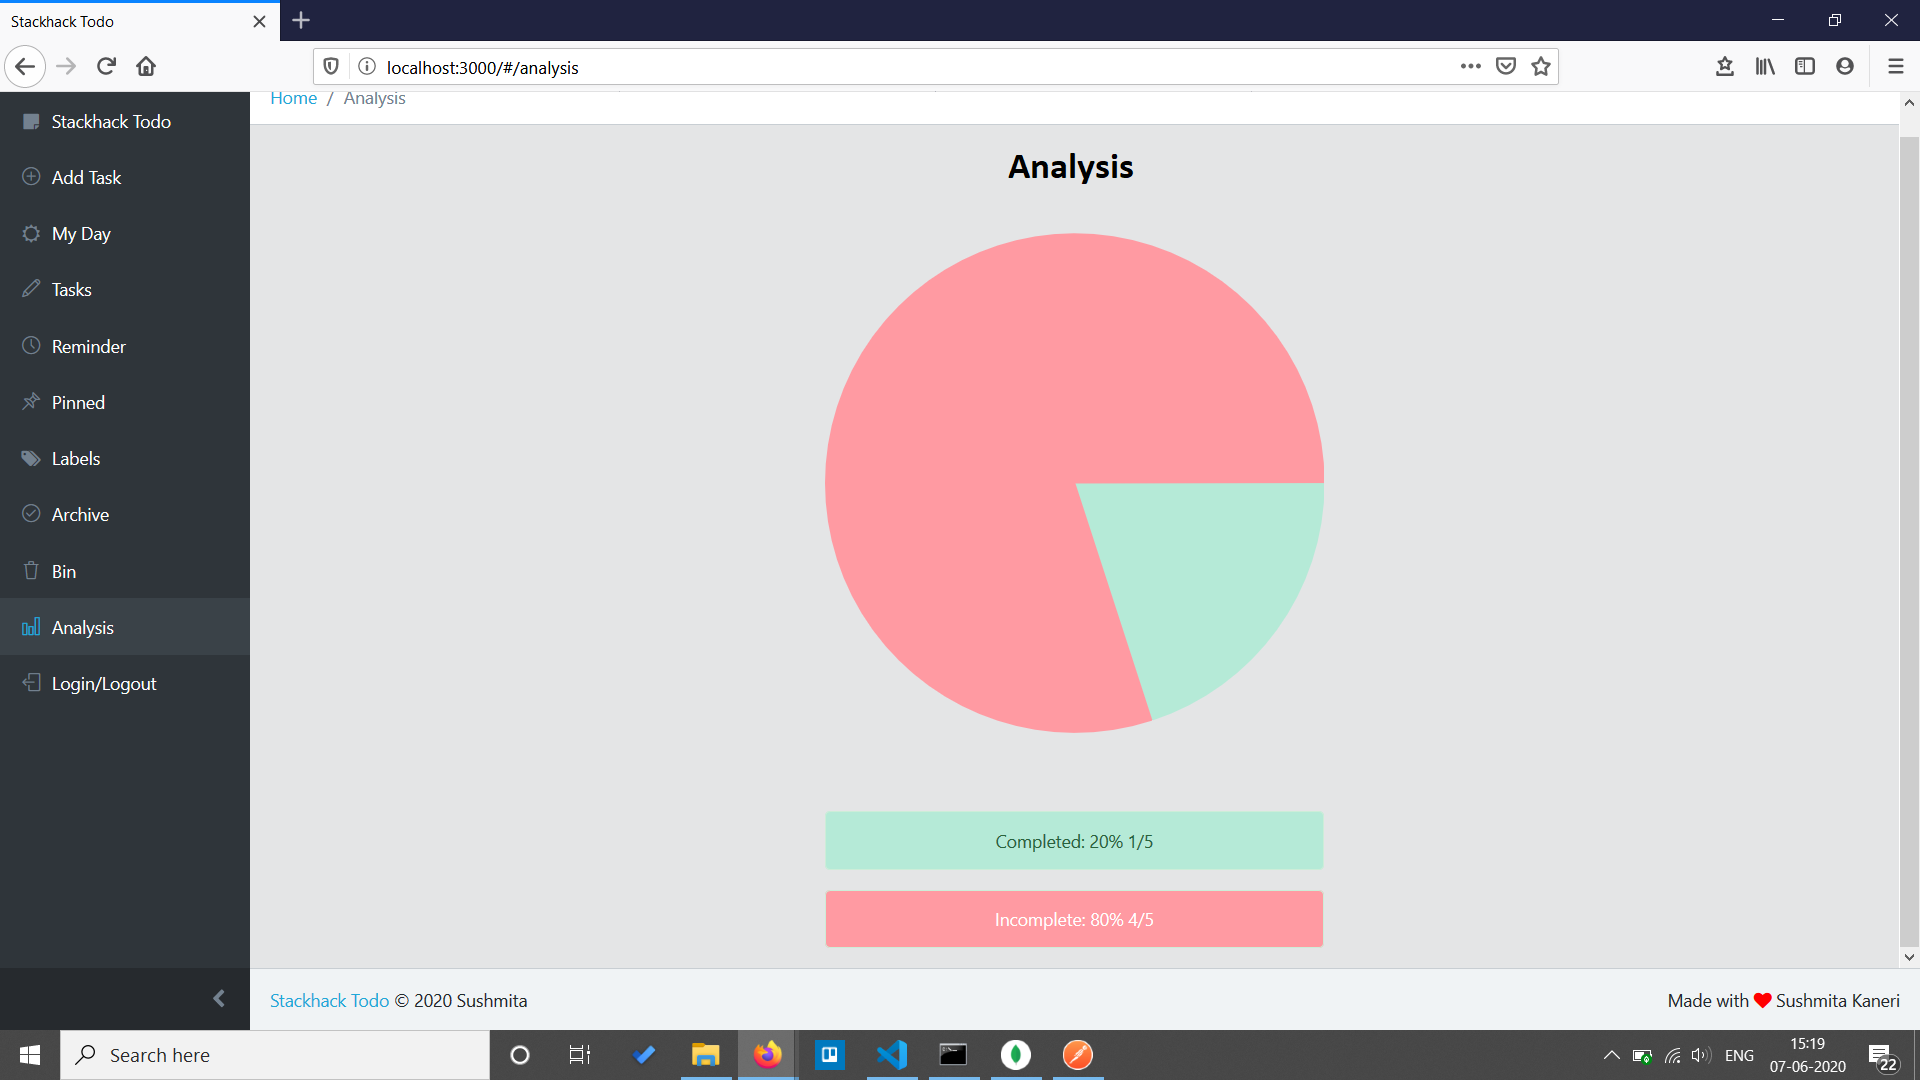 Stackhack Todo
localhost:3000/#/analysis
Home / Analysis
Stackhack Todo
Add Task
My Day
Tasks
Reminder
Pinned
Labels
Archive
Bin
Analysis
Login/Logout
Analysis
Completed: 20% 1/5
Incomplete: 80% 4/5
Stackhack Todo © 2020 Sushmita
Made with ❤ Sushmita Kaneri
Search here
ENG
15:19
07-06-2020
22